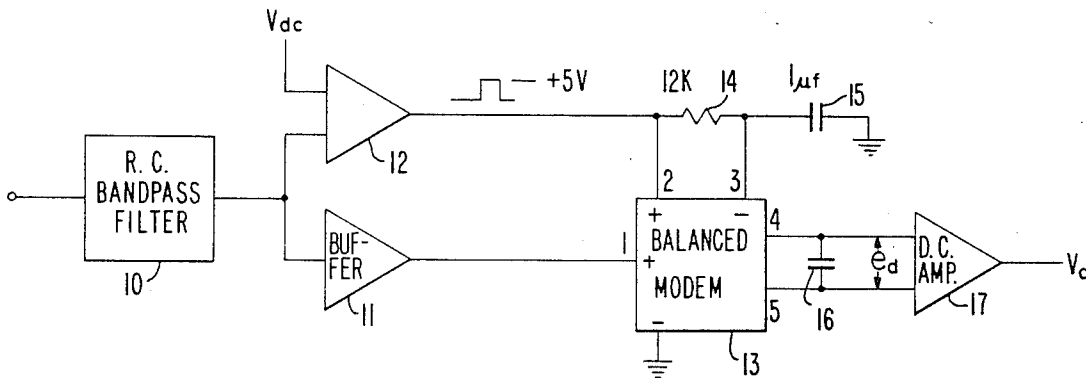 Vdc
+5V
12K
14
1µf
15
12
R. C.
BANDPASS
FILTER
10
BUF-
FER
11
1
2
3
+
−
+
BALANCED
MODEM
−
13
4
5
16
ed
D. C.
AMP.
17